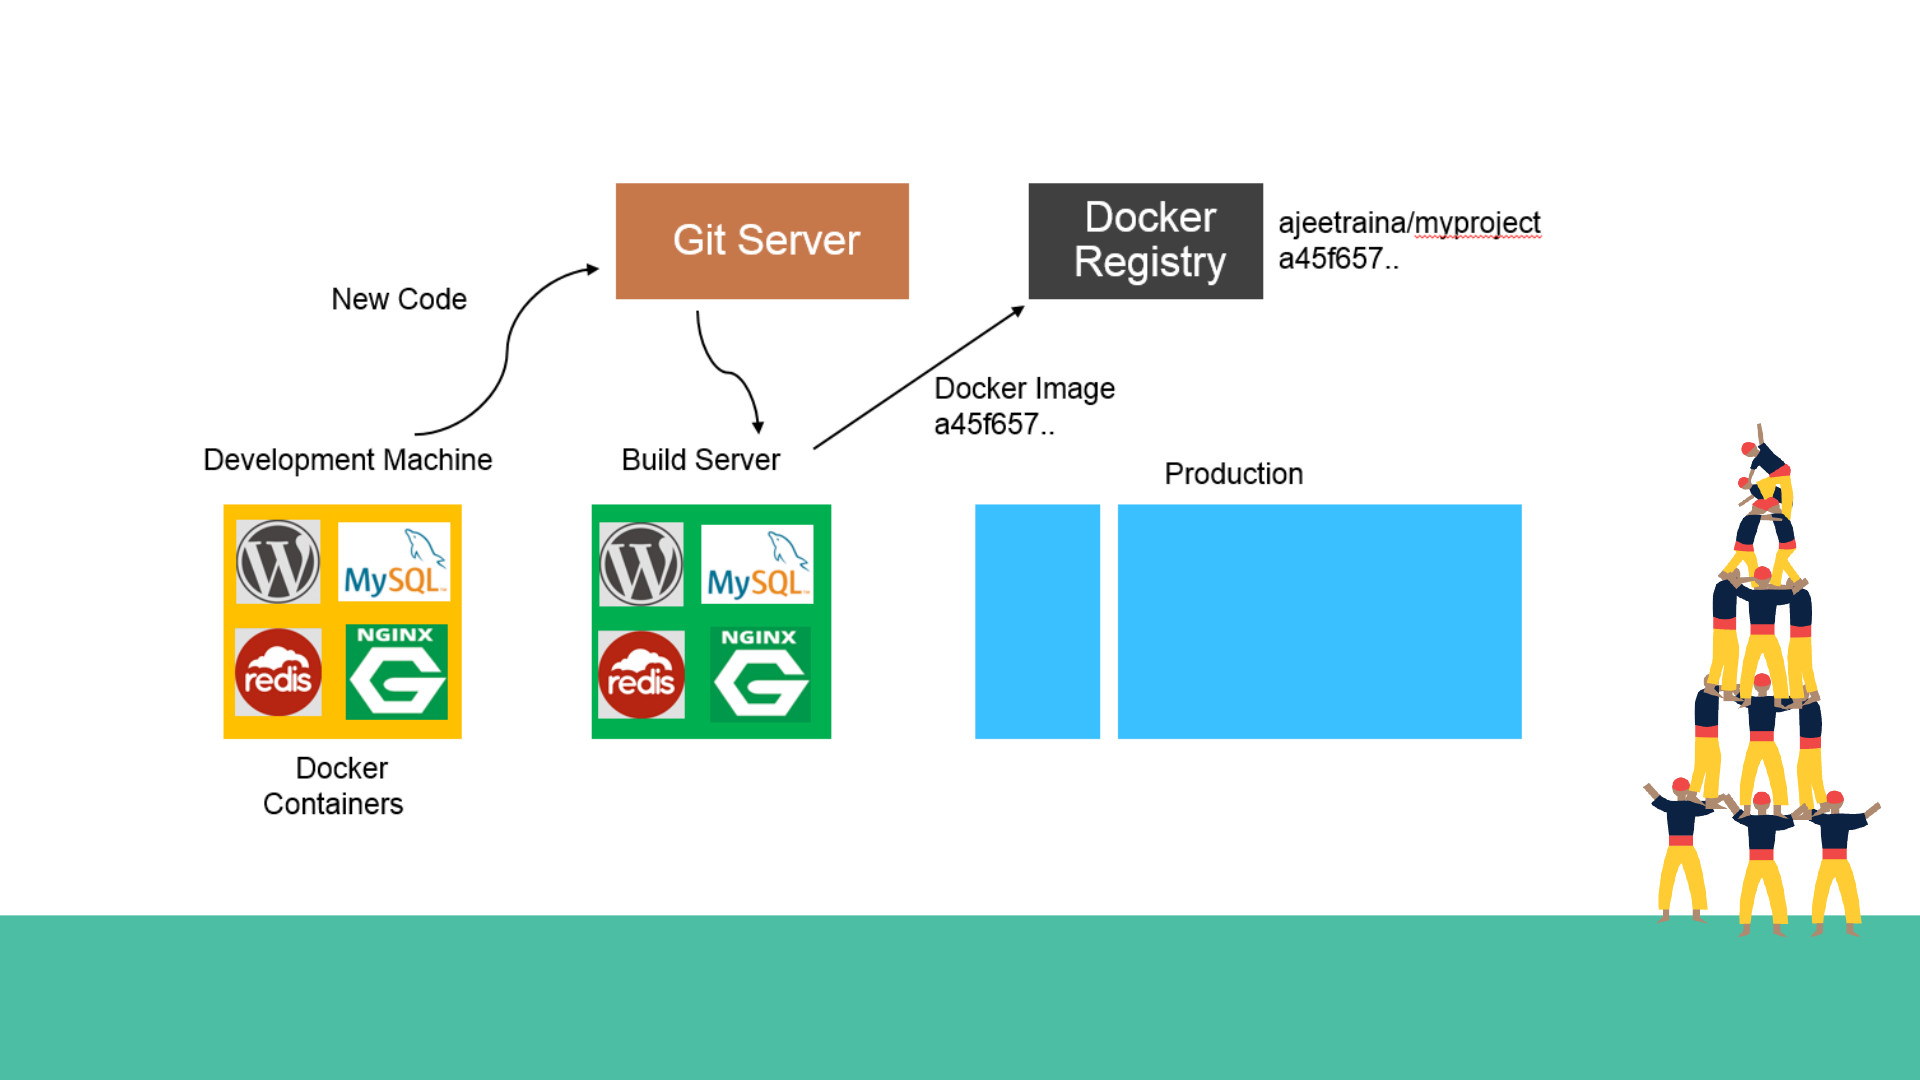 Git Server
Docker
Registry
ajeetraina/myproject
a45f657..
New Code
Docker Image
a45f657..
Development Machine
Build Server
Production
MySQL
redis
NGINX
MySQL
redis
NGINX
Docker
Containers